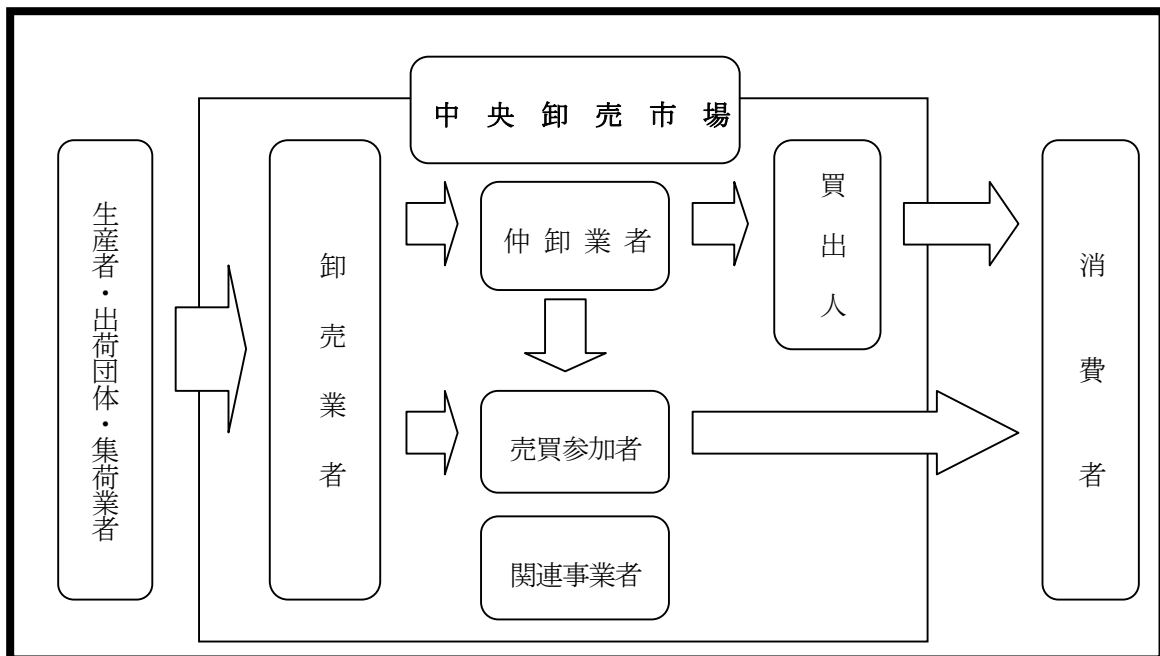 中央卸売市場
生産者・出荷団体・集荷業者
卸売業者
仲卸業者
買出人
売買参加者
関連事業者
消費者